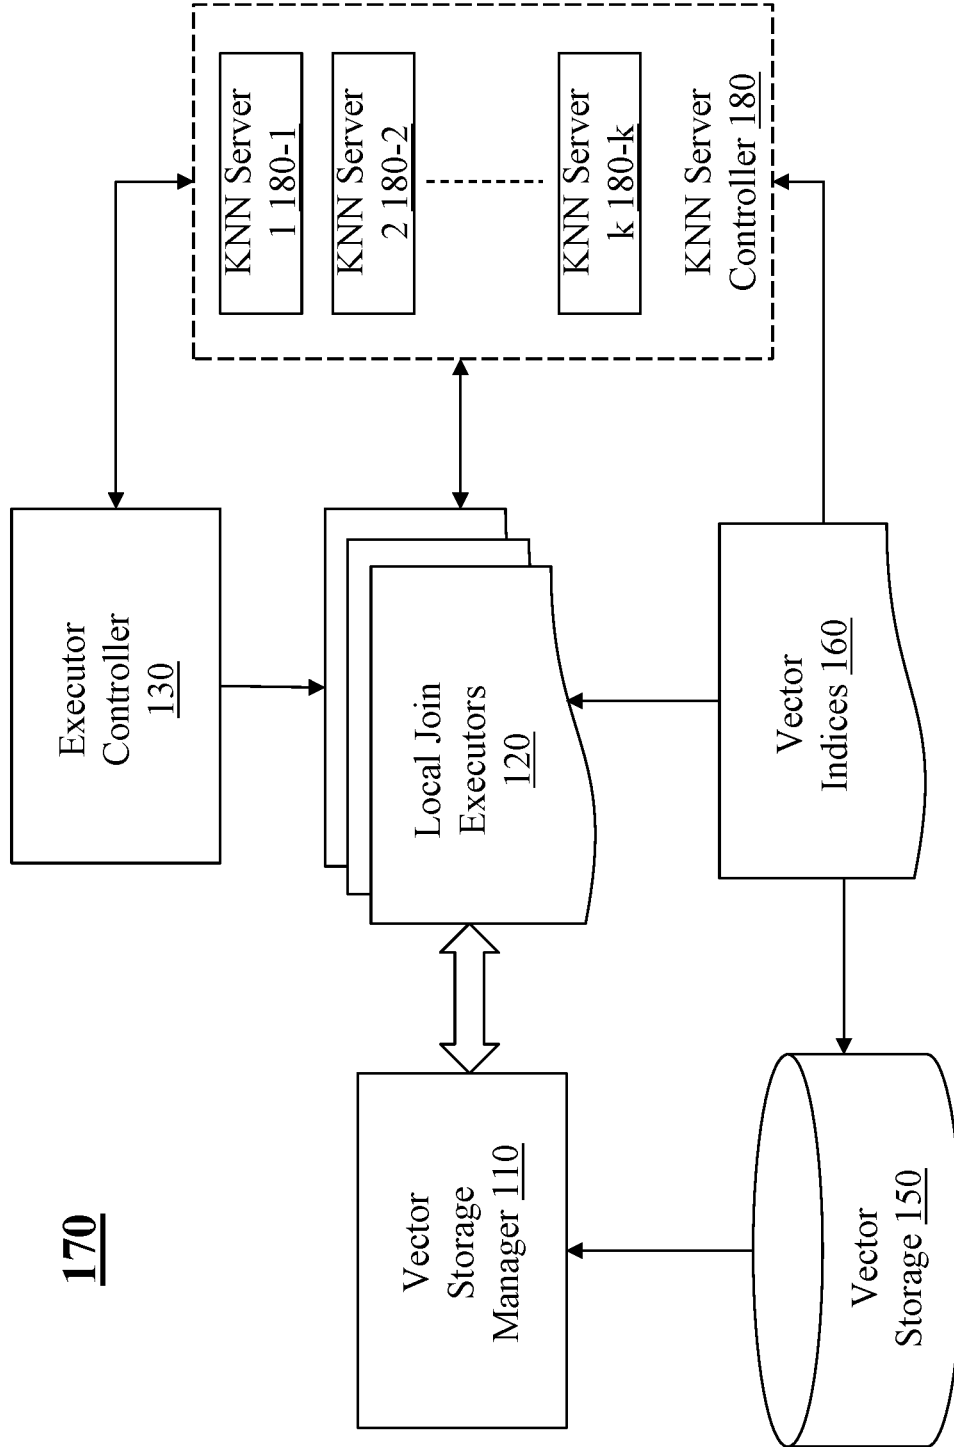 170
Executor
Controller
130
KNN Server
1 180-1
KNN Server
2 180-2
KNN Server
k 180-k
KNN Server
Controller 180
Vector
Storage
Manager 110
Local Join
Executors
120
Vector
Storage 150
Vector
Indices 160